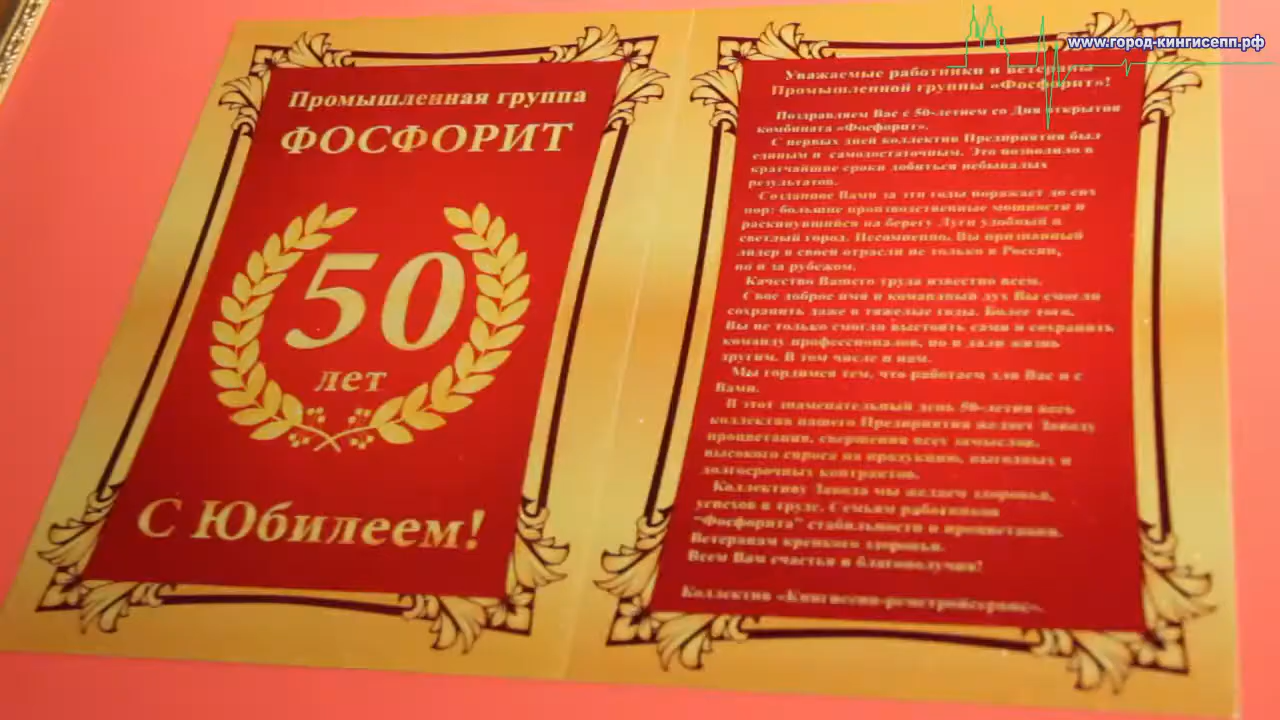 www.город-кингисепп.рф
Промышленная группа
ФОСФОРИТ
50
лет
С Юбилеем!
Уважаемые работники и ветераны
Промышленной группы «Фосфорит»!
Поздравляем Вас с 50-летием со Дня открытия
комбината «Фосфорит».
С первых дней коллектив Предприятия был
единым и самодостаточным. Это позволило в
кратчайшие сроки добиться небывалых
результатов.
Созданное Вами за эти годы поражает до сих
пор: большие производственные мощности и
раскинувшийся на берегу Луги удобный и
светлый город. Несомненно, Вы признанный
лидер в своей отрасли не только в России,
но и за рубежом.
Качество Вашего труда известно всем.
Свое доброе имя и командный дух Вы смогли
сохранить даже в тяжелые годы. Более того,
Вы не только смогли выстоять сами и сохранить
команду профессионалов, но и дали жизнь
другим. В том числе и нам.
Мы гордимся тем, что работаем для Вас и с
Вами.
В этот знаменательный день 50-летия весь
коллектив нашего Предприятия желает Заводу
процветания, свершения всех замыслов,
высокого спроса на продукцию, выгодных и
долгосрочных контрактов.
Коллективу Завода мы желаем здоровья,
успехов в труде. Семьям работников
"Фосфорита" стабильности и процветания.
Ветеранам крепкого здоровья.
Всем Вам счастья и благополучия!
Коллектив «Кингисепп-ремстройсервис».